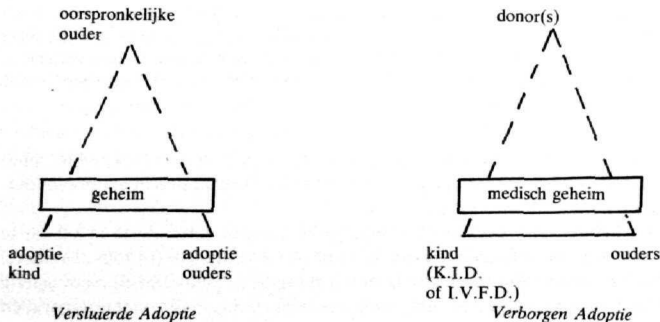 oorspronkelijke
ouder
geheim
adoptie
kind
adoptie
ouders
Versluierde Adoptie
donor(s)
medisch geheim
kind
(K.I.D.
of I.V.F.D.)
ouders
Verborgen Adoptie